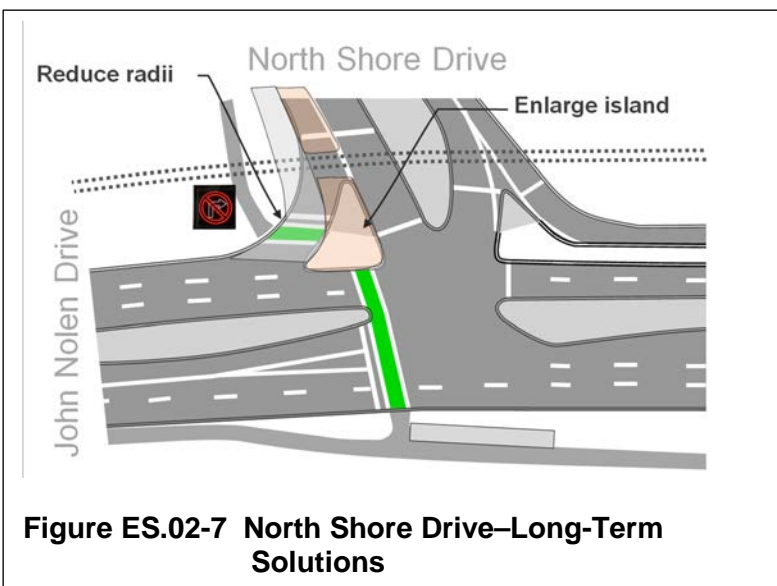 North Shore Drive
Reduce radii
Enlarge island
John Nolen Drive
Figure ES.02-7 North Shore Drive–Long-Term
Solutions